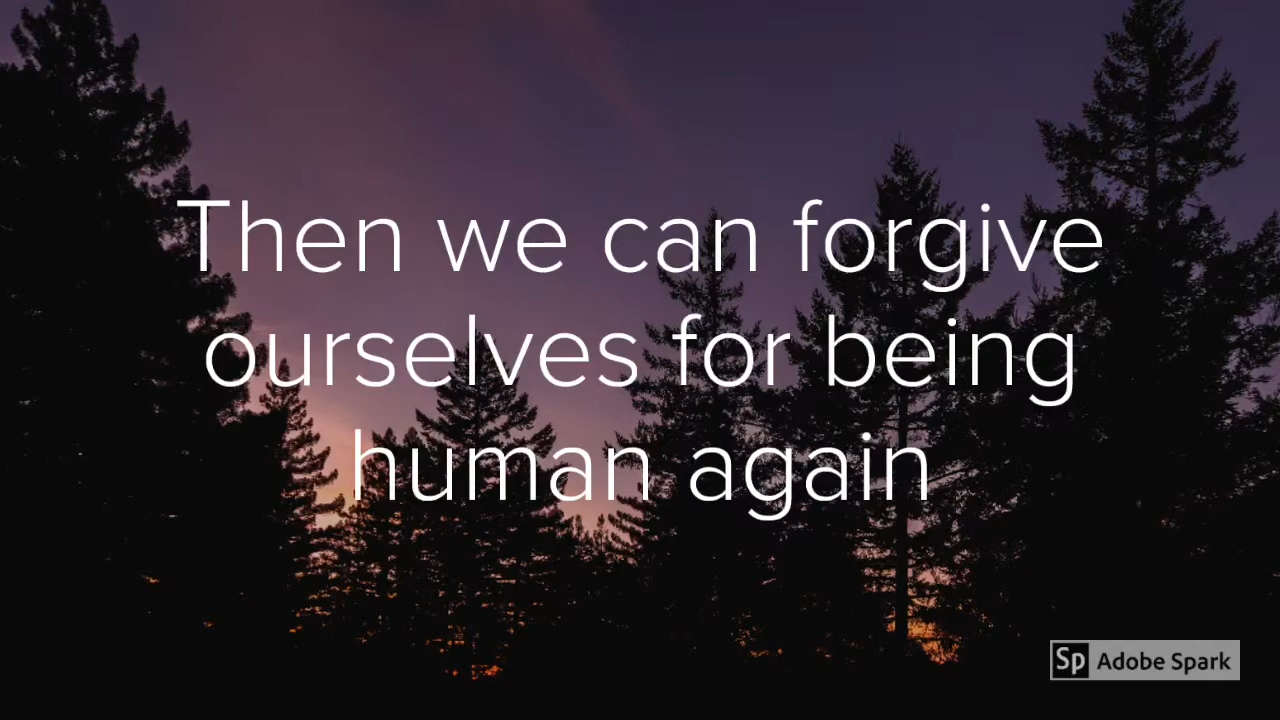 Then we can forgive
ourselves for being
human again
Sp Adobe Spark